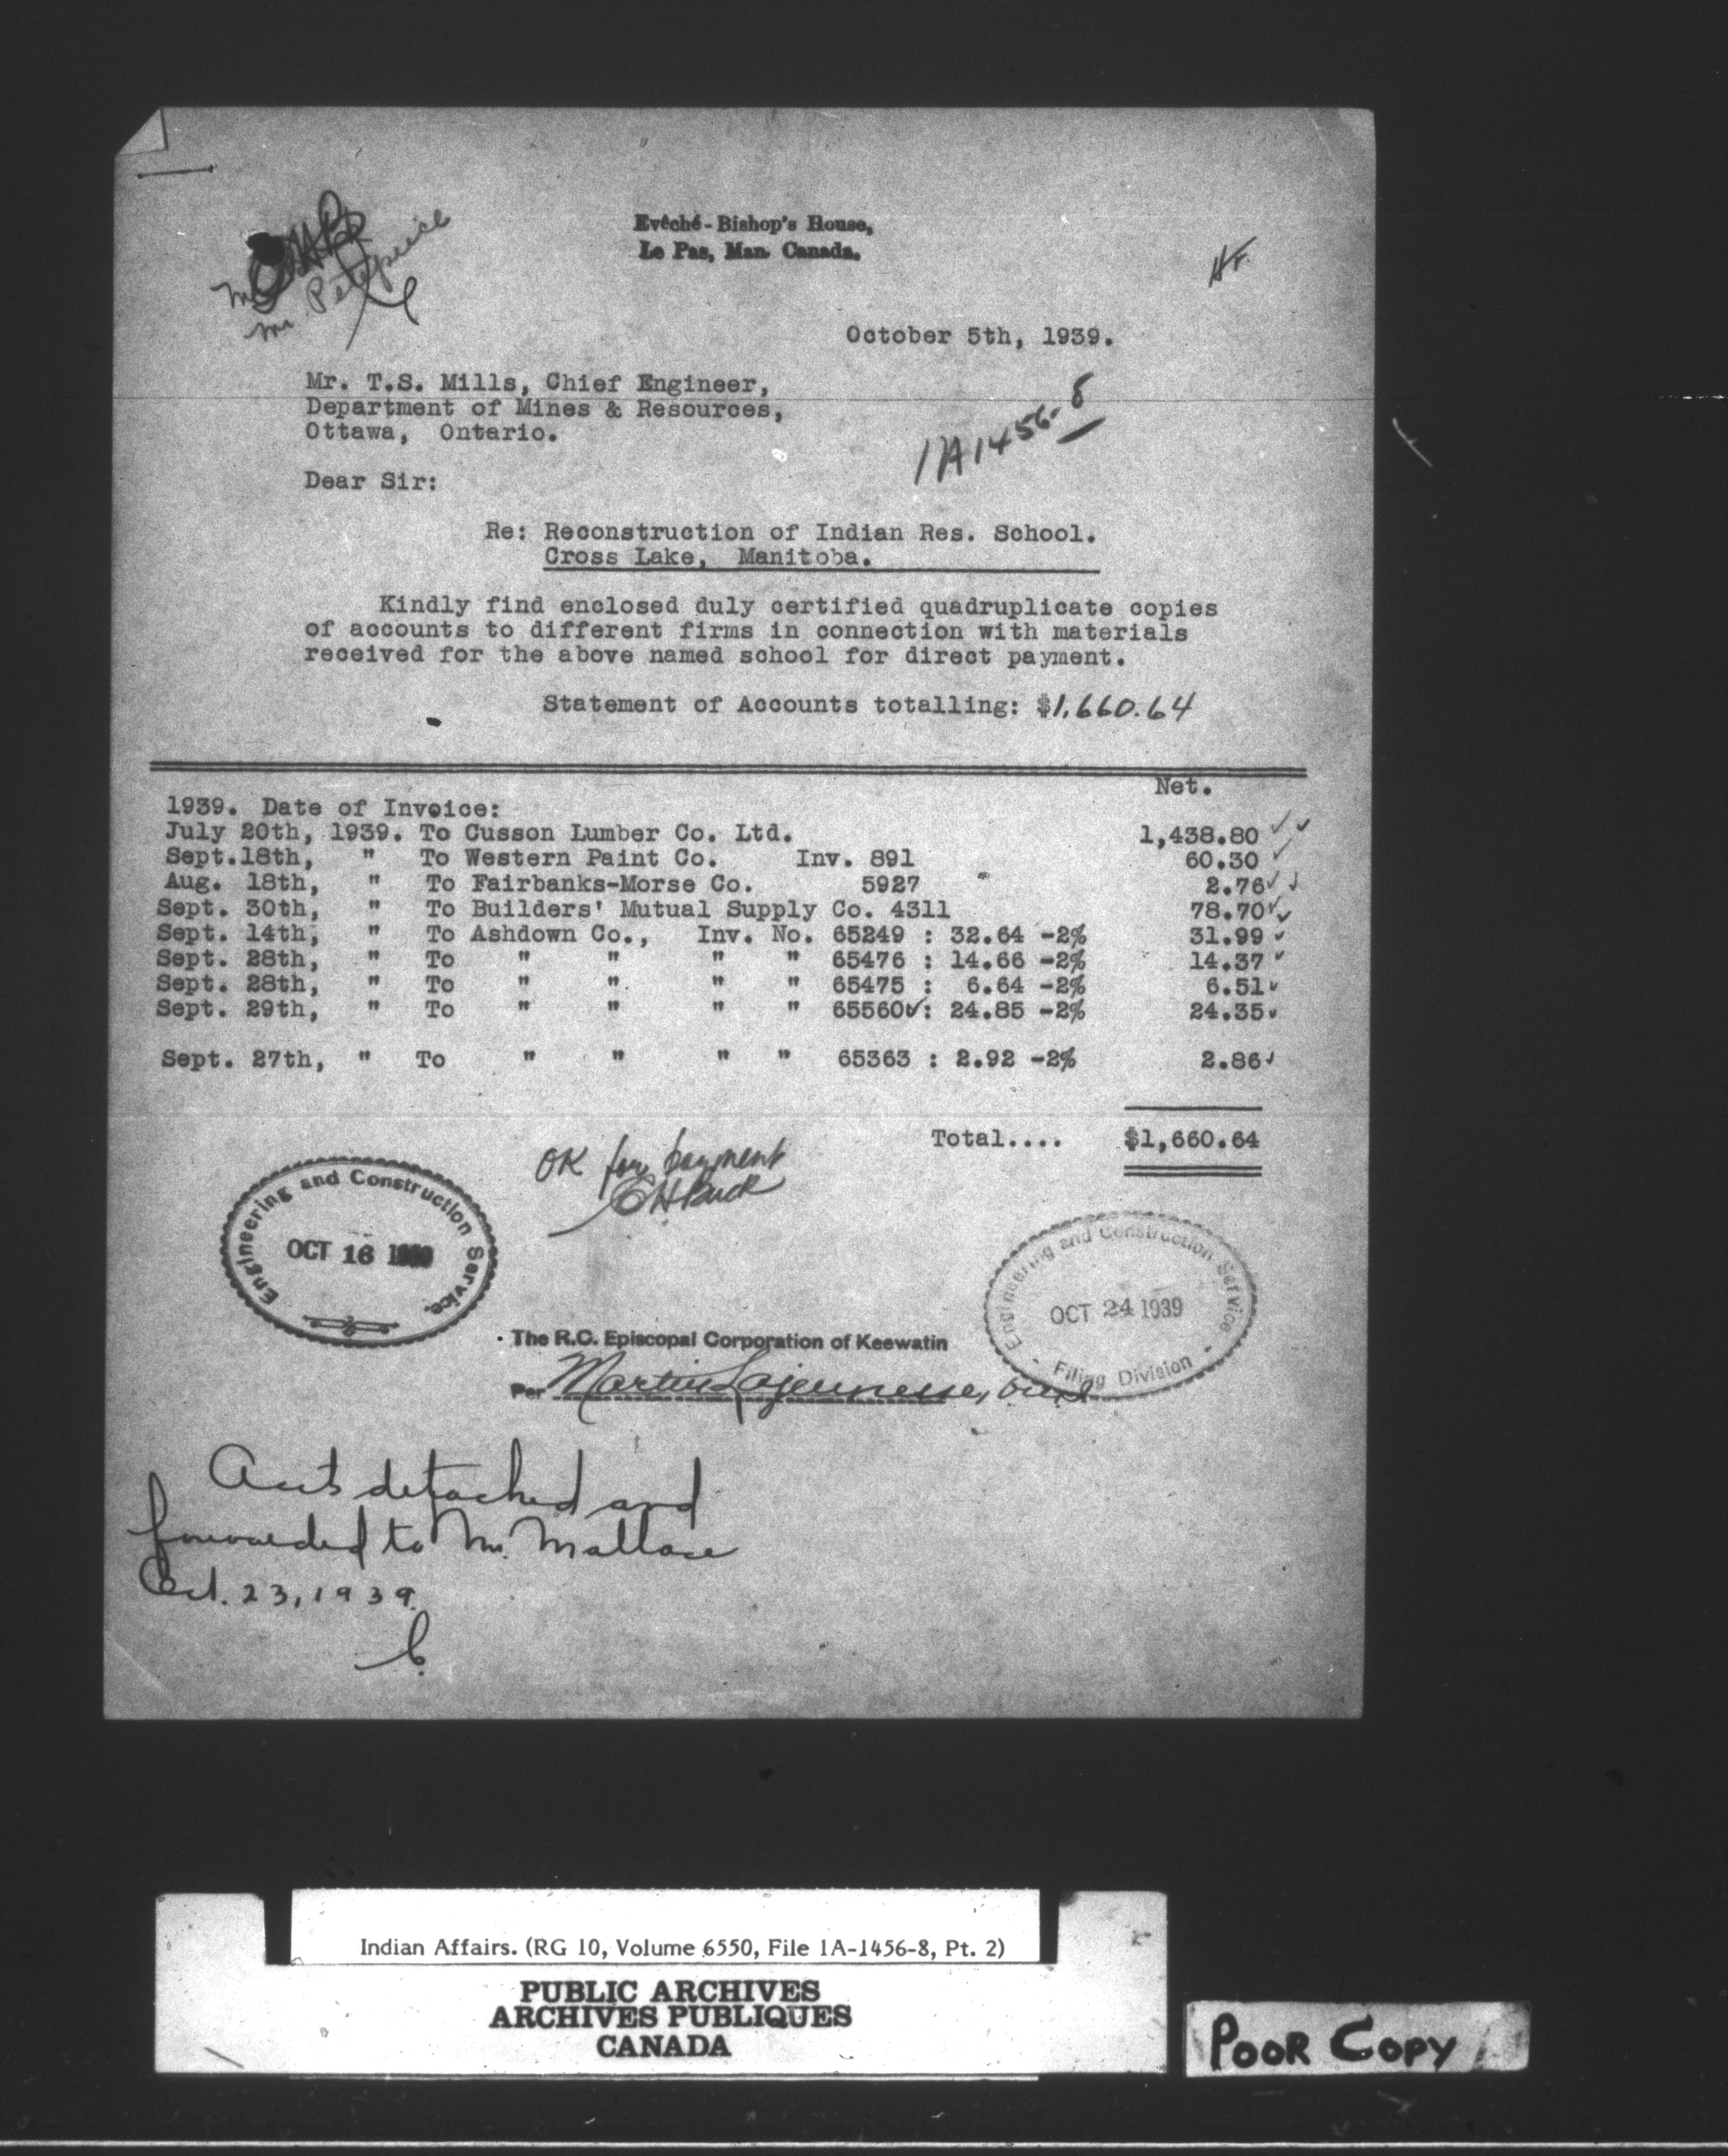 Evêché - Bishop's House,
Le Pas, Man. Canada.
Mr Petepiece
HF.
October 5th, 1939.
Mr. T.S. Mills, Chief Engineer,
Department of Mines & Resources,
Ottawa, Ontario.
1A1456-8
Dear Sir:
Re: Reconstruction of Indian Res. School.
Cross Lake, Manitoba.
Kindly find enclosed duly certified quadruplicate copies
of accounts to different firms in connection with materials
received for the above named school for direct payment.
Statement of Accounts totalling: $1,660.64
Net.
1939. Date of Invoice:
July 20th, 1939. To Cusson Lumber Co. Ltd. 1,438.80 ✓✓
Sept.18th, " To Western Paint Co. Inv. 891 60.30 ✓
Aug. 18th, " To Fairbanks-Morse Co. 5927 2.76 ✓✓
Sept. 30th, " To Builders' Mutual Supply Co. 4311 78.70 ✓✓
Sept. 14th, " To Ashdown Co., Inv. No. 65249 : 32.64 -2% 31.99 ✓
Sept. 28th, " To " " " " 65476 : 14.66 -2% 14.37 ✓
Sept. 28th, " To " " " " 65475 : 6.64 -2% 6.51 ✓
Sept. 29th, " To " " " " 65560✓: 24.85 -2% 24.35 ✓
Sept. 27th, " To " " " " 65363 : 2.92 -2% 2.86 ✓
Total.... $1,660.64
OK for payment
Engineering and Construction Service.
OCT 16
Engineering and Construction Service
OCT 24 1939
Filing Division
The R.C. Episcopal Corporation of Keewatin
Per Martin Lajeunesse,
Accts detached and
forwarded to Mr.
Oct. 23, 1939.
Indian Affairs. (RG 10, Volume 6550, File 1A-1456-8, Pt. 2)
PUBLIC ARCHIVES
ARCHIVES PUBLIQUES
CANADA
POOR COPY